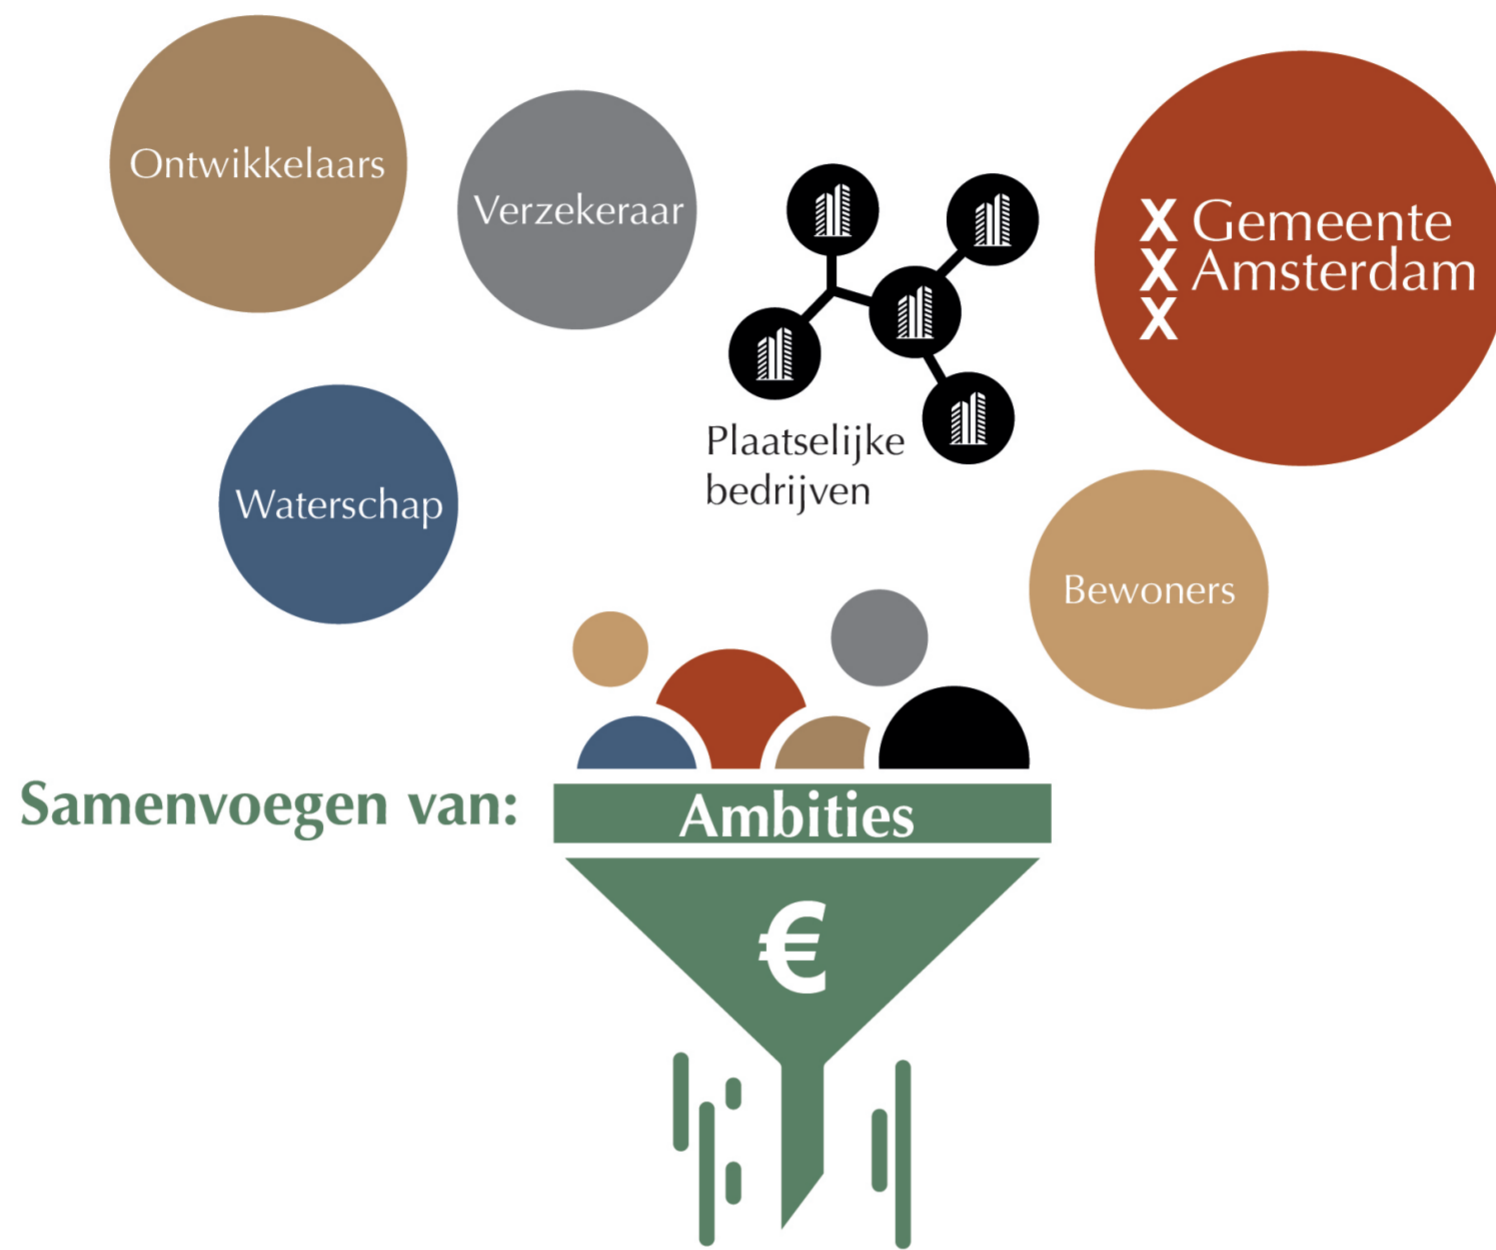 Ontwikkelaars
Verzekeraar
X Gemeente
X Amsterdam
X
Plaatselijke
bedrijven
Waterschap
Bewoners
Samenvoegen van:
Ambities
€